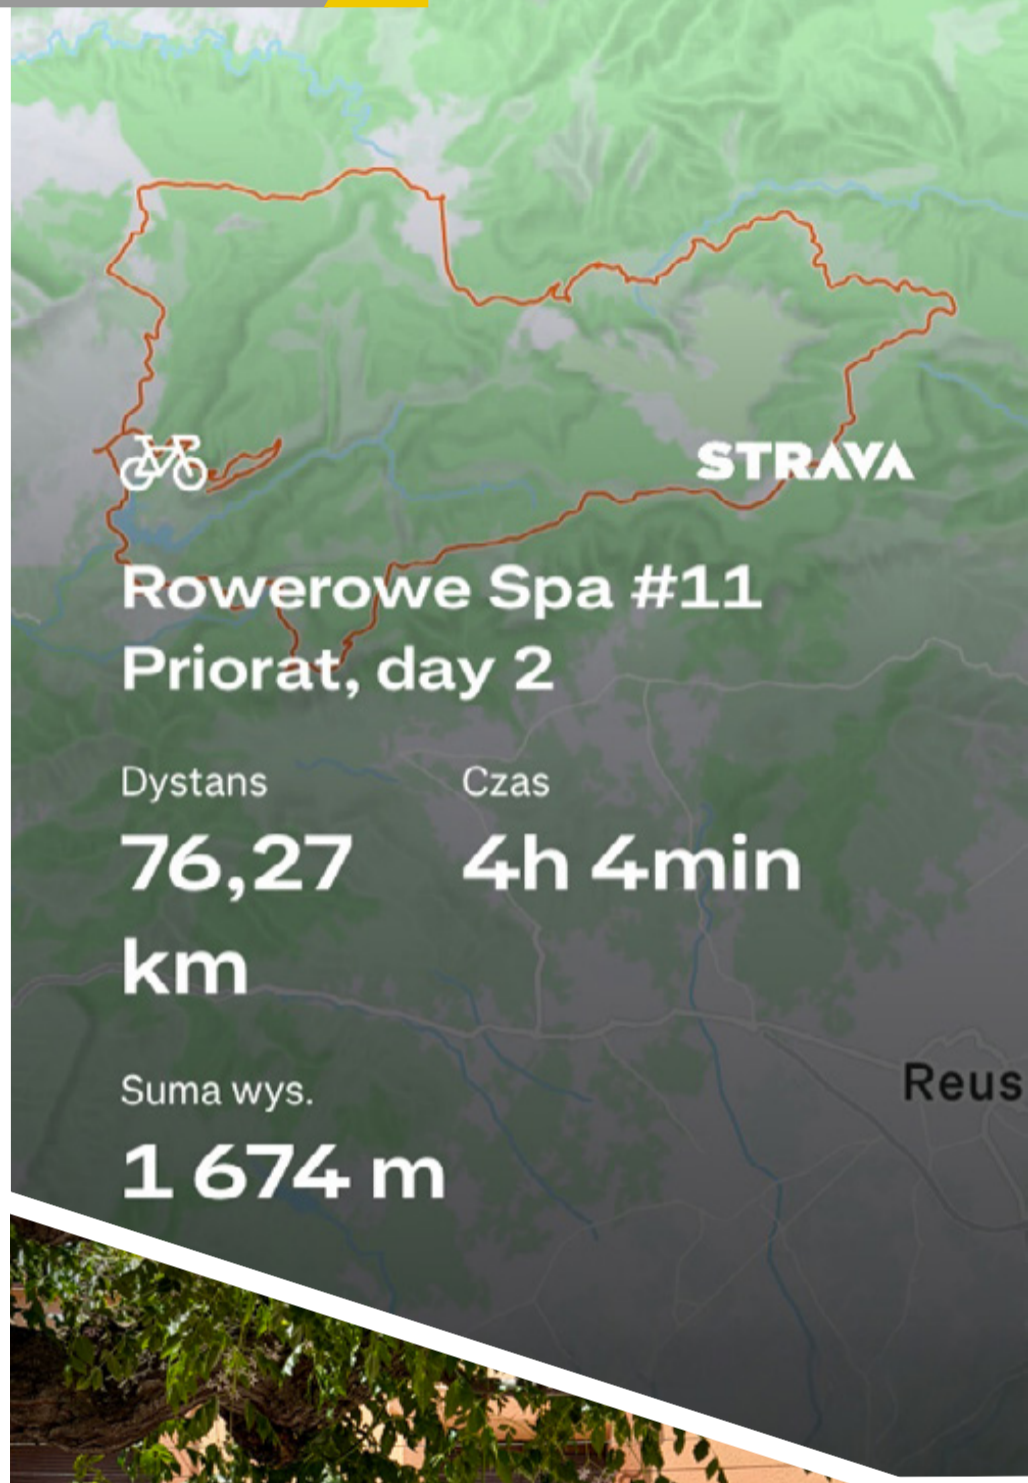 STRAVA
Rowerowe Spa #11
Priorat, day 2
Dystans
Czas
76,27
km
4h 4min
Suma wys.
1 674 m
Reus